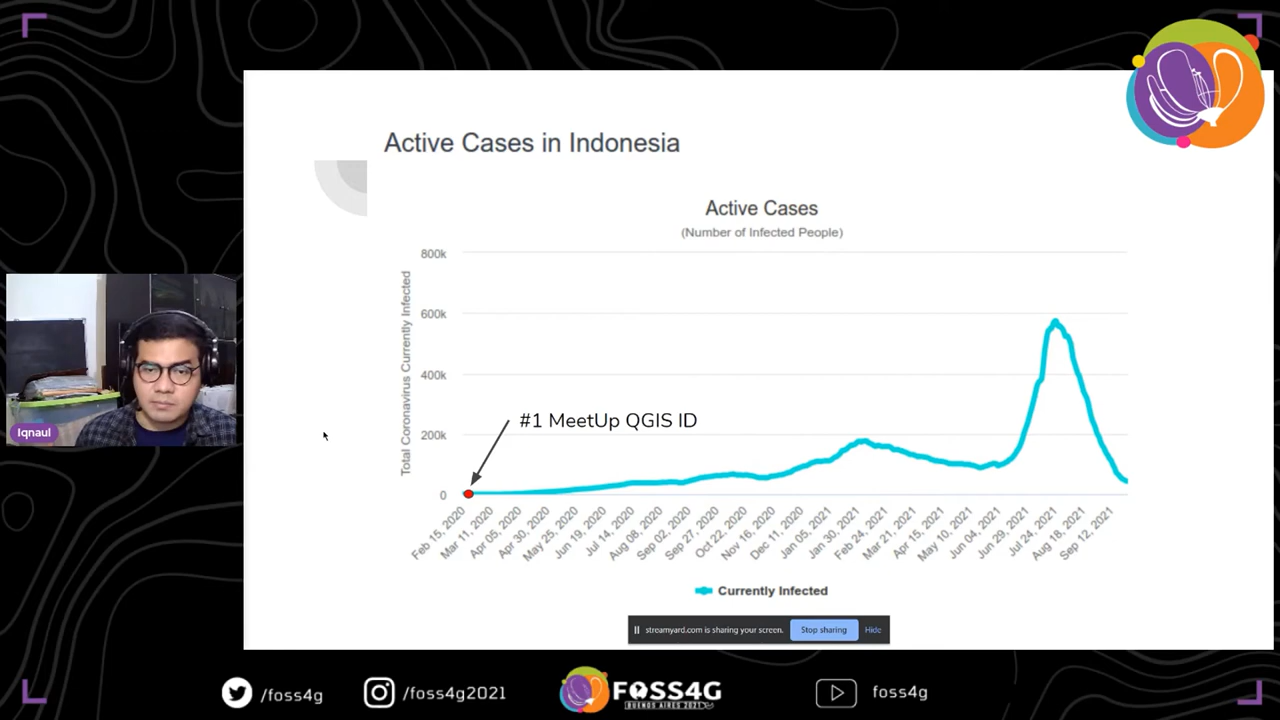 Active Cases in Indonesia
Active Cases
(Number of Infected People)
Total Coronavirus Currently Infected
800k
600k
400k
200k
0
#1 MeetUp QGIS ID
Feb 15, 2020
Mar 11, 2020
Apr 05, 2020
Apr 30, 2020
May 25, 2020
Jun 19, 2020
Jul 14, 2020
Aug 08, 2020
Sep 02, 2020
Sep 27, 2020
Oct 22, 2020
Nov 16, 2020
Dec 11, 2020
Jan 05, 2021
Jan 30, 2021
Feb 24, 2021
Mar 21, 2021
Apr 15, 2021
May 10, 2021
Jun 04, 2021
Jun 29, 2021
Jul 24, 2021
Aug 18, 2021
Sep 12, 2021
Currently Infected
Iqnaul
streamyard.com is sharing your screen. Stop sharing Hide
/foss4g
/foss4g2021
FOSS4G
BUENOS AIRES 2021
foss4g